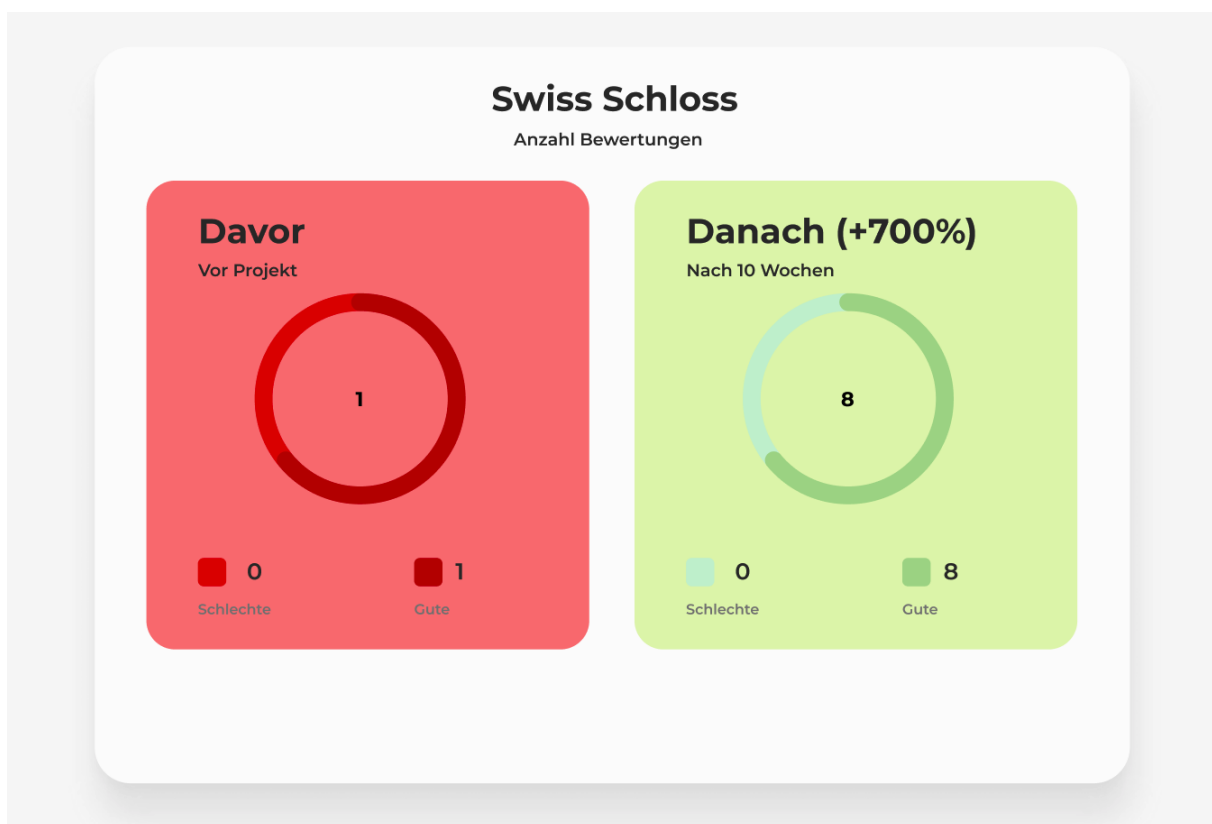 Swiss Schloss
Anzahl Bewertungen
Davor
Vor Projekt
1
0
1
Schlechte
Gute
Danach (+700%)
Nach 10 Wochen
8
0
8
Schlechte
Gute